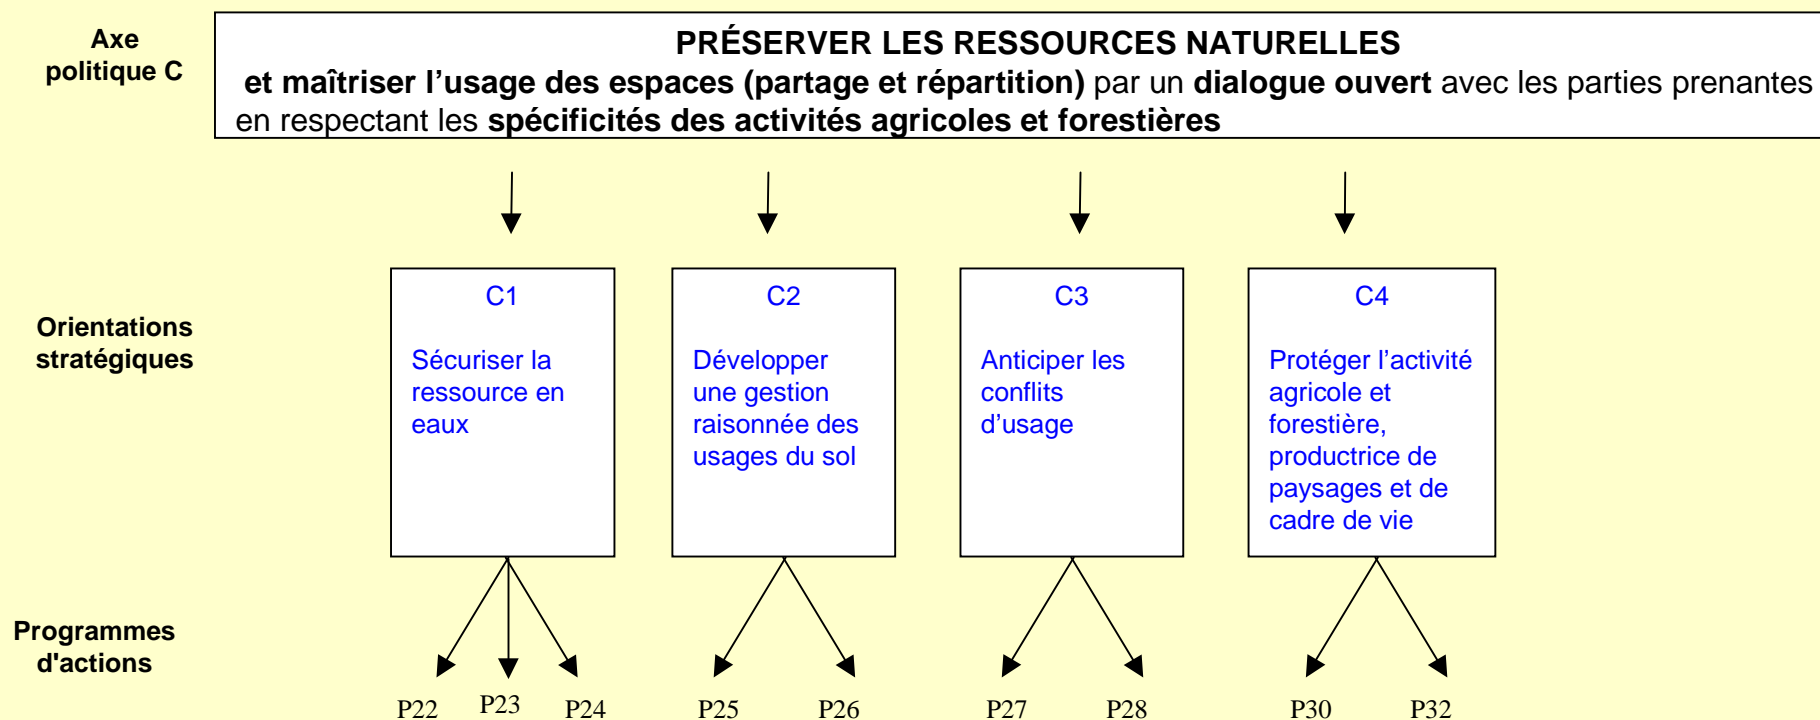 Axe
politique C
PRÉSERVER LES RESSOURCES NATURELLES
et maîtriser l’usage des espaces (partage et répartition) par un dialogue ouvert avec les parties prenantes
en respectant les spécificités des activités agricoles et forestières
Orientations
stratégiques
C1
Sécuriser la
ressource en
eaux
C2
Développer
une gestion
raisonnée des
usages du sol
C3
Anticiper les
conflits
d’usage
C4
Protéger l’activité
agricole et
forestière,
productrice de
paysages et de
cadre de vie
Programmes
d'actions
P22
P23
P24
P25
P26
P27
P28
P30
P32